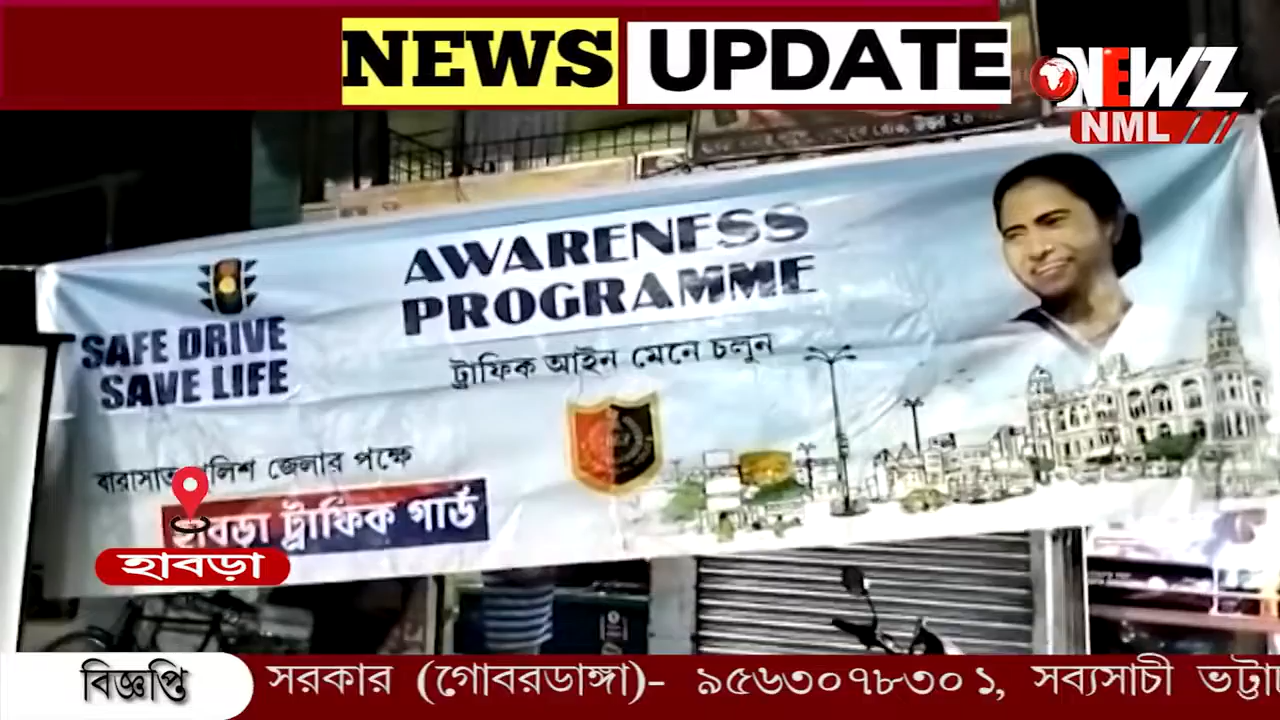 NEWS UPDATE
NEWZ
NML
AWARENESS
PROGRAMME
SAFE DRIVE
SAVE LIFE
ট্রাফিক আইন মেনে চলুন
বারাসাত পুলিশ জেলার পক্ষে
হাবড়া ট্রাফিক গার্ড
হাবড়া
বিজ্ঞপ্তি
সরকার (গোবরডাঙ্গা)- ৯৫৬৩০৭৮৩০১, সব্যসাচী